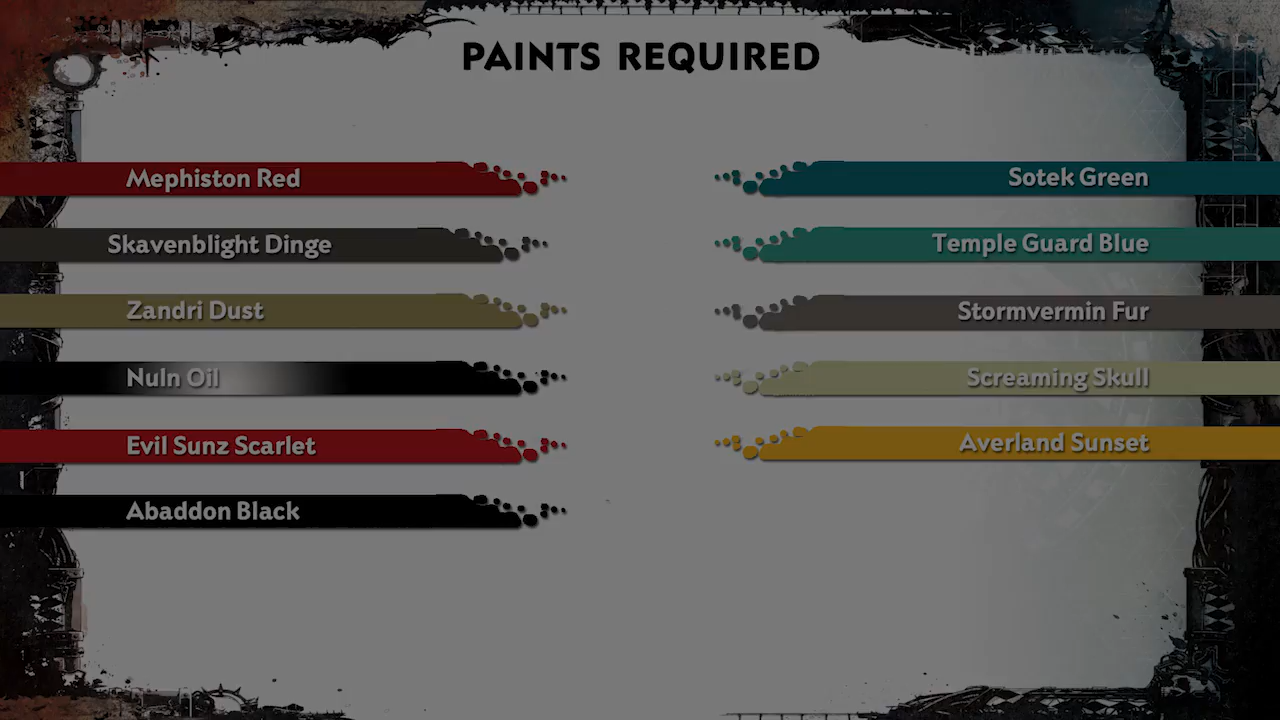 PAINTS REQUIRED
Mephiston Red
Skavenblight Dinge
Zandri Dust
Nuln Oil
Evil Sunz Scarlet
Abaddon Black
Sotek Green
Temple Guard Blue
Stormvermin Fur
Screaming Skull
Averland Sunset